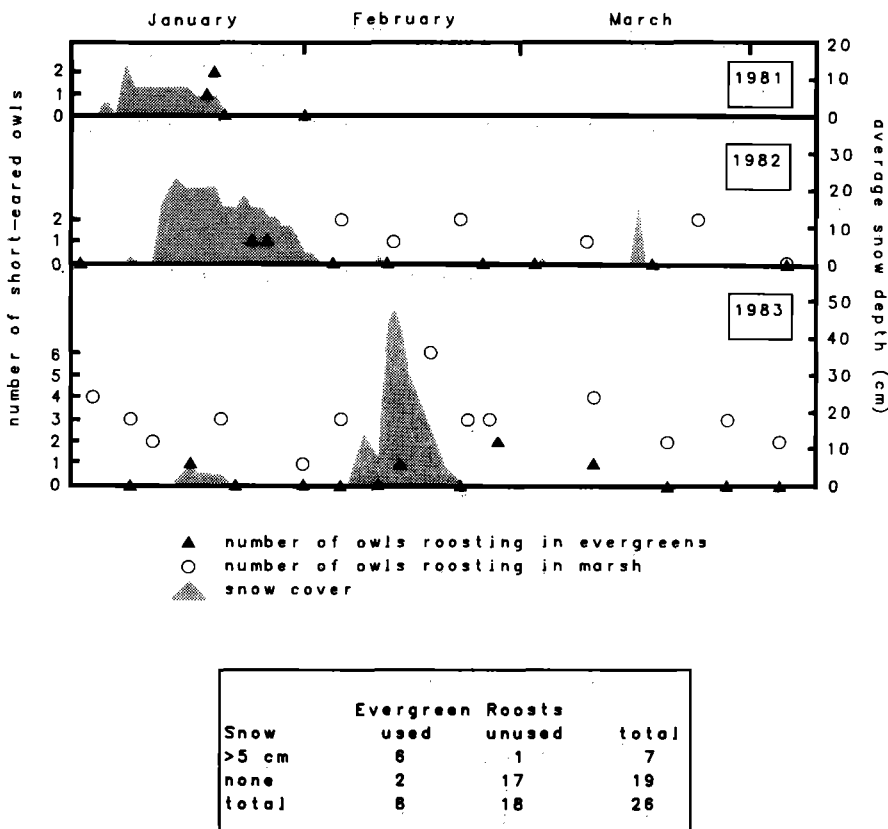 January February March
number of short-eared owls
average snow depth (cm)
2
1
0
20
10
0
1981
2
1
0
30
20
10
0
1982
6
5
4
3
2
1
0
50
40
30
20
10
0
1983
number of owls roosting in evergreens
number of owls roosting in marsh
snow cover
Evergreen Roosts
Snow used unused total
>5 cm 6 1 7
none 2 17 19
total 8 18 26